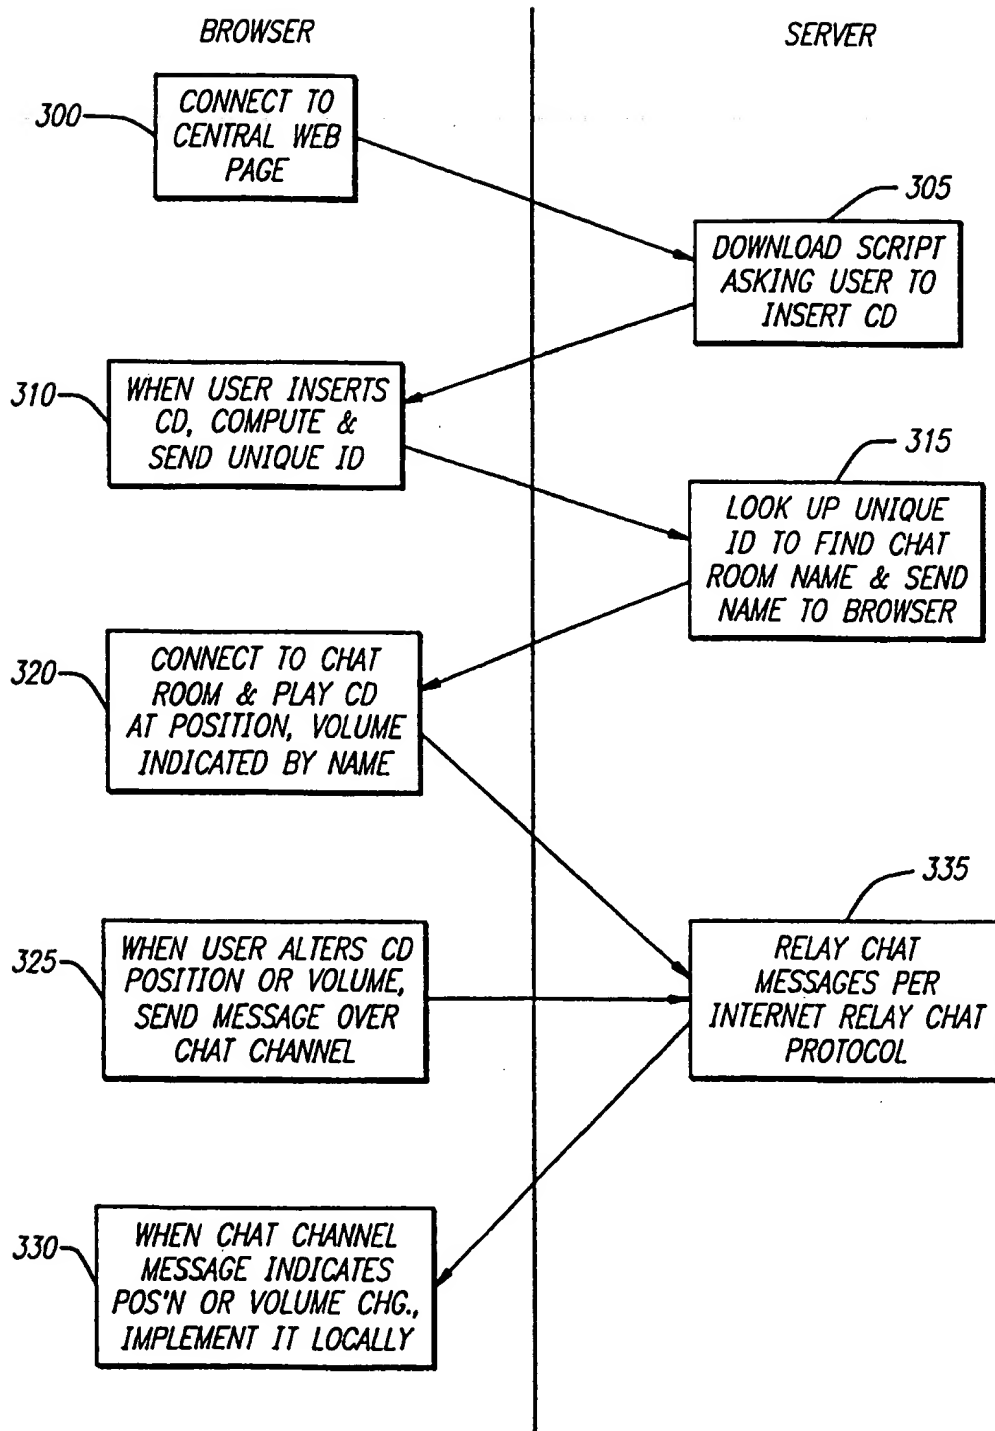 BROWSER
SERVER
300
CONNECT TO
CENTRAL WEB
PAGE
305
DOWNLOAD SCRIPT
ASKING USER TO
INSERT CD
310
WHEN USER INSERTS
CD, COMPUTE &
SEND UNIQUE ID
315
LOOK UP UNIQUE
ID TO FIND CHAT
ROOM NAME & SEND
NAME TO BROWSER
320
CONNECT TO CHAT
ROOM & PLAY CD
AT POSITION, VOLUME
INDICATED BY NAME
335
RELAY CHAT
MESSAGES PER
INTERNET RELAY CHAT
PROTOCOL
325
WHEN USER ALTERS CD
POSITION OR VOLUME,
SEND MESSAGE OVER
CHAT CHANNEL
330
WHEN CHAT CHANNEL
MESSAGE INDICATES
POS'N OR VOLUME CHG.,
IMPLEMENT IT LOCALLY